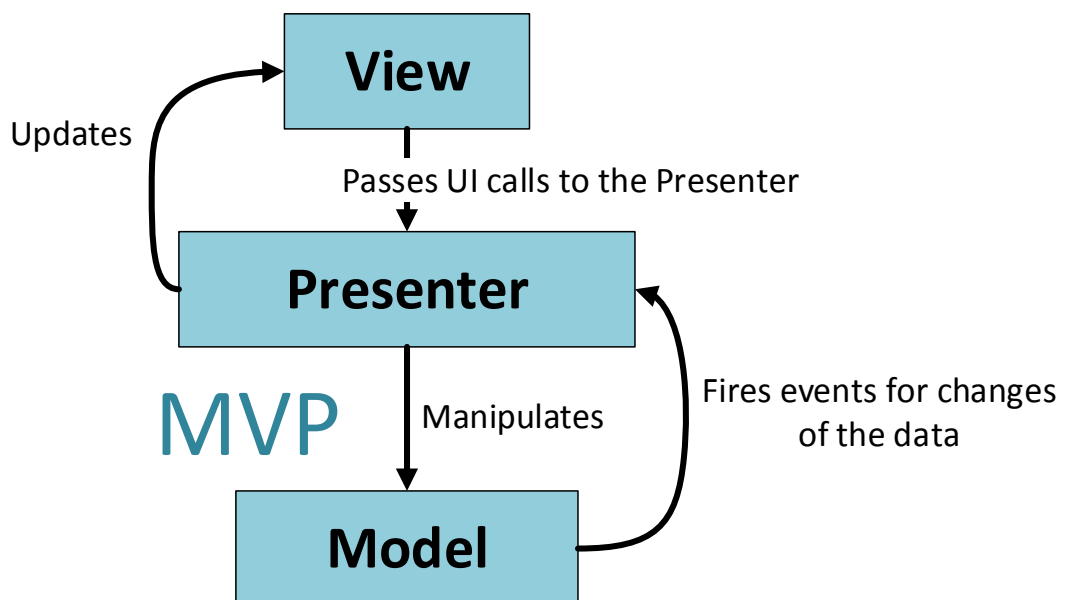 View
Updates
Passes UI calls to the Presenter
Presenter
MVP
Manipulates
Fires events for changes
of the data
Model